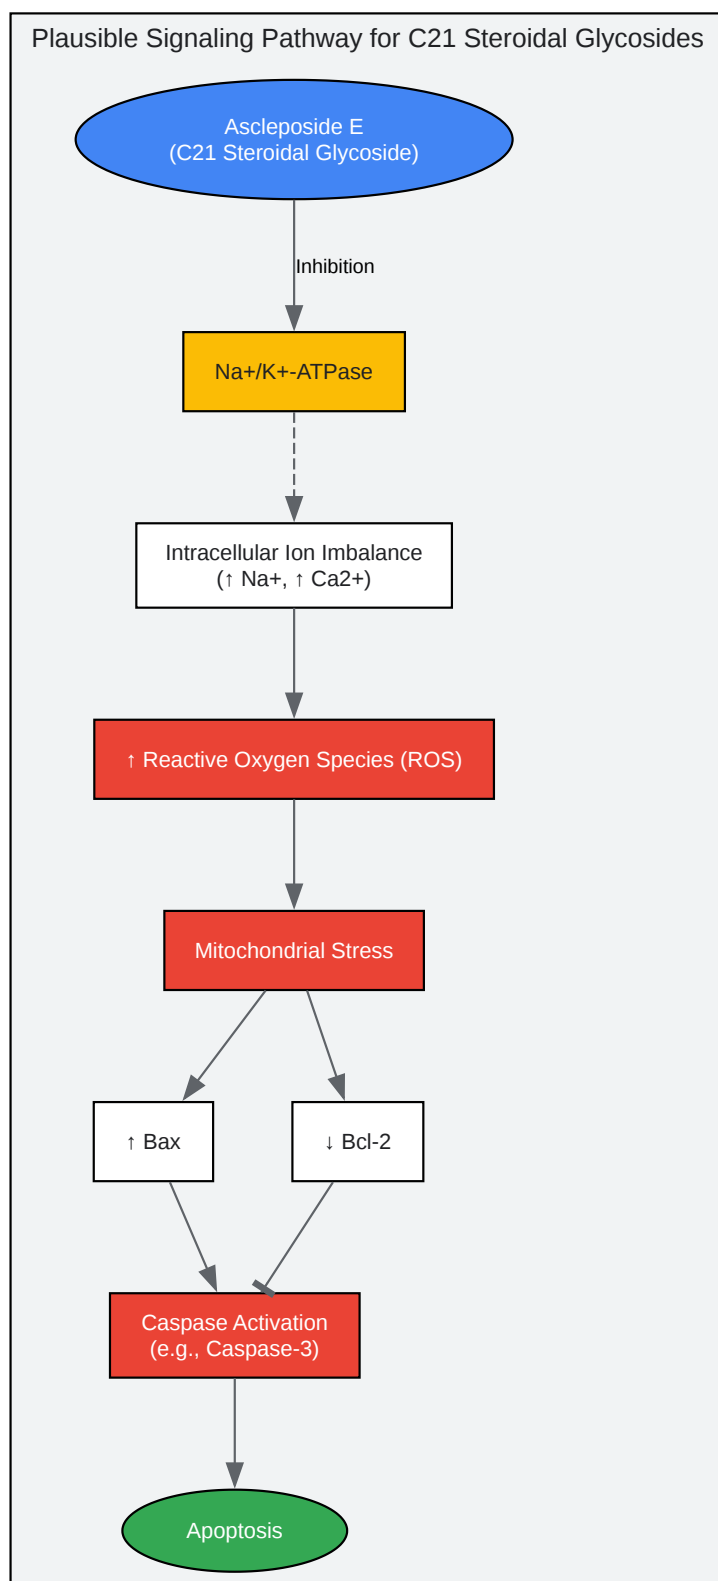 Plausible Signaling Pathway for C21 Steroidal Glycosides
Ascleposide E
(C21 Steroidal Glycoside)
Inhibition
Na+/K+-ATPase
Intracellular Ion Imbalance
(↑ Na+, ↑ Ca2+)
↑ Reactive Oxygen Species (ROS)
Mitochondrial Stress
↑ Bax
↓ Bcl-2
Caspase Activation
(e.g., Caspase-3)
Apoptosis